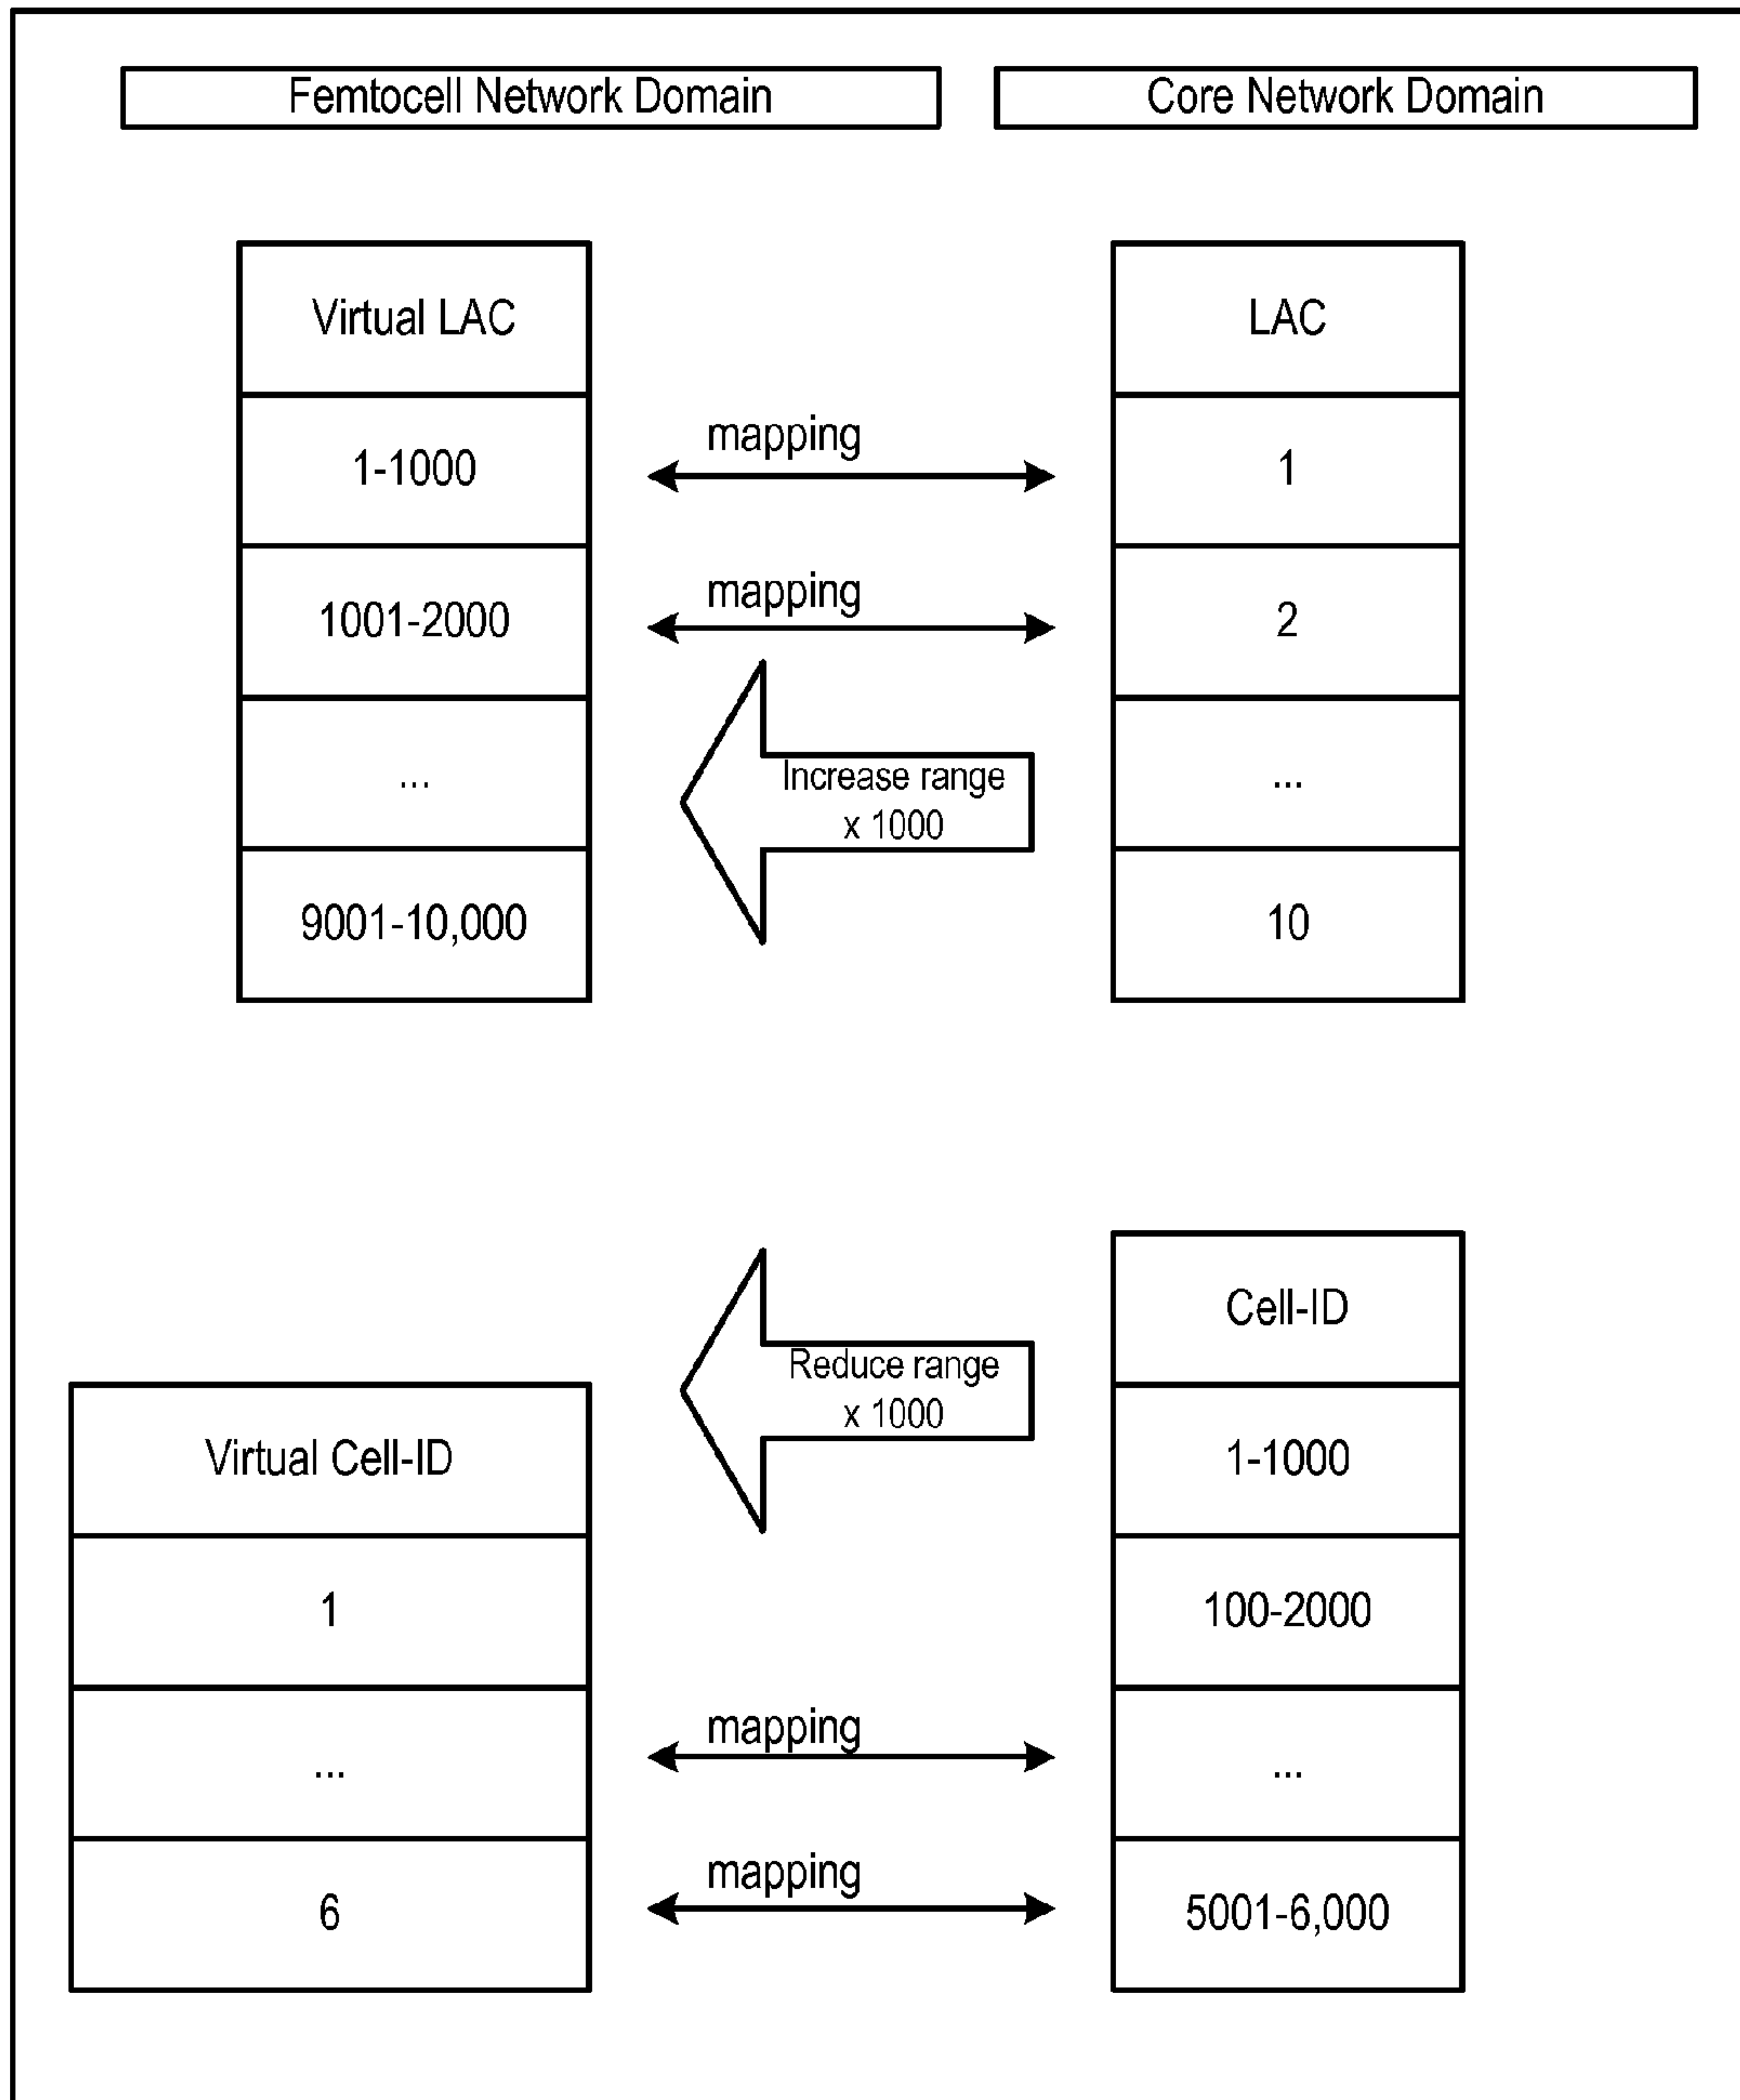 Femtocell Network Domain
Core Network Domain
Virtual LAC
LAC
1-1000
mapping
1
1001-2000
mapping
2
...
Increase range
x 1000
...
9001-10,000
10
Cell-ID
Reduce range
x 1000
Virtual Cell-ID
1-1000
1
100-2000
...
mapping
...
6
mapping
5001-6,000